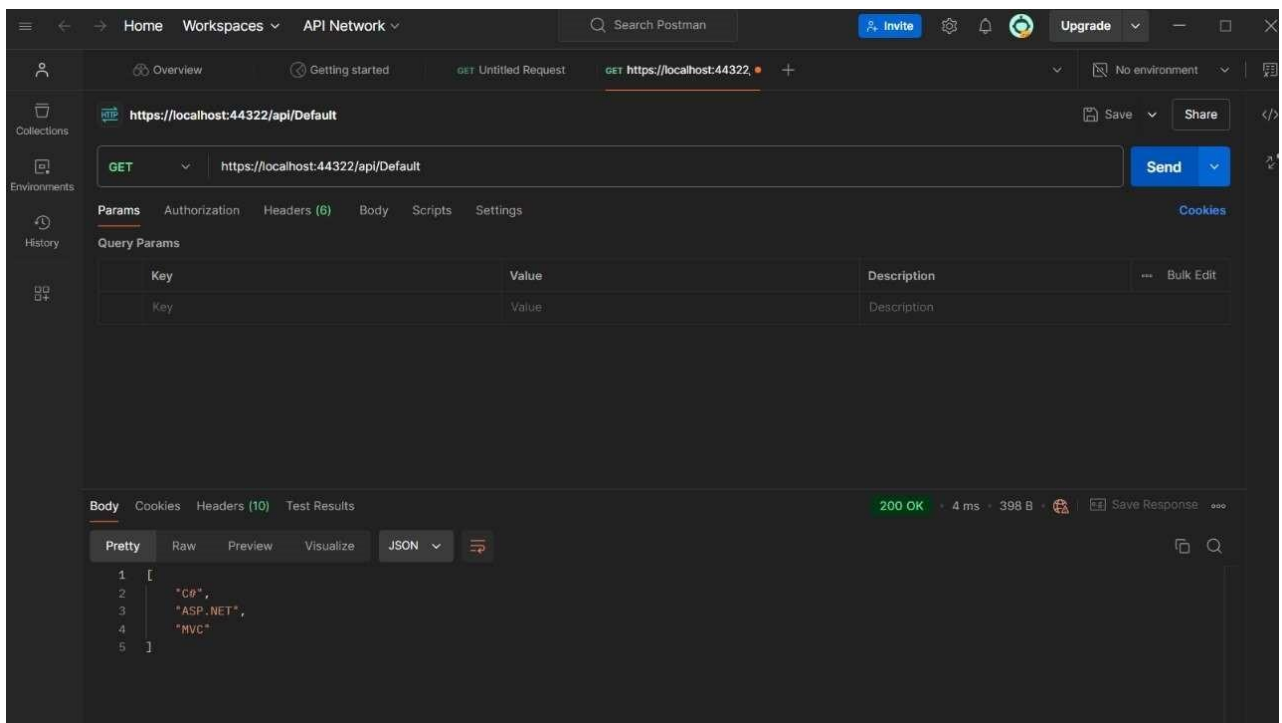 Home Workspaces API Network Search Postman Invite Upgrade
Overview Getting started GET Untitled Request GET https://localhost:44322, No environment
Collections
HTTP https://localhost:44322/api/Default Save Share
GET https://localhost:44322/api/Default Send
Environments
Params Authorization Headers (6) Body Scripts Settings Cookies
History
Query Params
Key Value Description Bulk Edit
Key Value Description
Body Cookies Headers (10) Test Results 200 OK 4 ms 398 B Save Response
Pretty Raw Preview Visualize JSON
1 [
2 "C#",
3 "ASP.NET",
4 "MVC"
5 ]